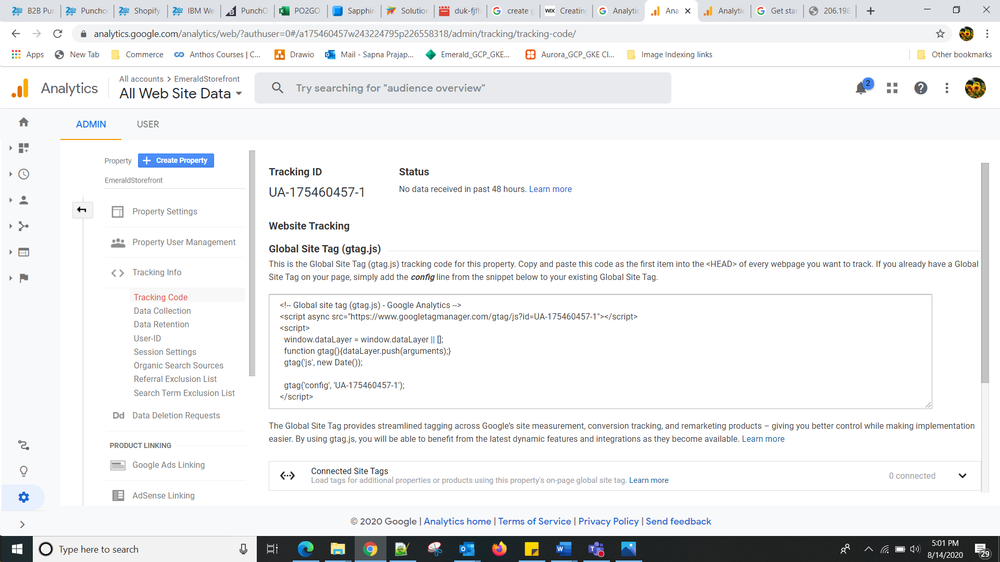 B2B Pun
Puncho
Shopify
IBM We
PunchO
PO2GO
Sapphir
Solution
duk-fjfh
create g
WIX Creating
Analytic
Ana
Analytic
Get star
206.198
analytics.google.com/analytics/web/?authuser=0#/a175460457w243224795p226558318/admin/tracking/tracking-code/
Apps
New Tab
Commerce
Anthos Courses | C...
Drawio
Mail - Sapna Prajap...
Emerald_GCP_GKE...
Aurora_GCP_GKE Cl...
Image Indexing links
Other bookmarks
Analytics
All accounts > EmeraldStorefront
All Web Site Data
Try searching for "audience overview"
2
ADMIN
USER
Property
Create Property
EmeraldStorefront
Property Settings
Property User Management
Tracking Info
Tracking Code
Data Collection
Data Retention
User-ID
Session Settings
Organic Search Sources
Referral Exclusion List
Search Term Exclusion List
Dd Data Deletion Requests
PRODUCT LINKING
Google Ads Linking
AdSense Linking
Tracking ID
UA-175460457-1
Status
No data received in past 48 hours. Learn more
Website Tracking
Global Site Tag (gtag.js)
This is the Global Site Tag (gtag.js) tracking code for this property. Copy and paste this code as the first item into the <HEAD> of every webpage you want to track. If you already have a Global
Site Tag on your page, simply add the config line from the snippet below to your existing Global Site Tag.
<!-- Global site tag (gtag.js) - Google Analytics -->
<script async src="https://www.googletagmanager.com/gtag/js?id=UA-175460457-1"></script>
<script>
window.dataLayer = window.dataLayer || [];
function gtag(){dataLayer.push(arguments);}
gtag('js', new Date());
gtag('config', 'UA-175460457-1');
</script>
The Global Site Tag provides streamlined tagging across Google's site measurement, conversion tracking, and remarketing products – giving you better control while making implementation
easier. By using gtag.js, you will be able to benefit from the latest dynamic features and integrations as they become available. Learn more
Connected Site Tags
Load tags for additional properties or products using this property's on-page global site tag. Learn more
0 connected
© 2020 Google | Analytics home | Terms of Service | Privacy Policy | Send feedback
Type here to search
5:01 PM
8/14/2020
29